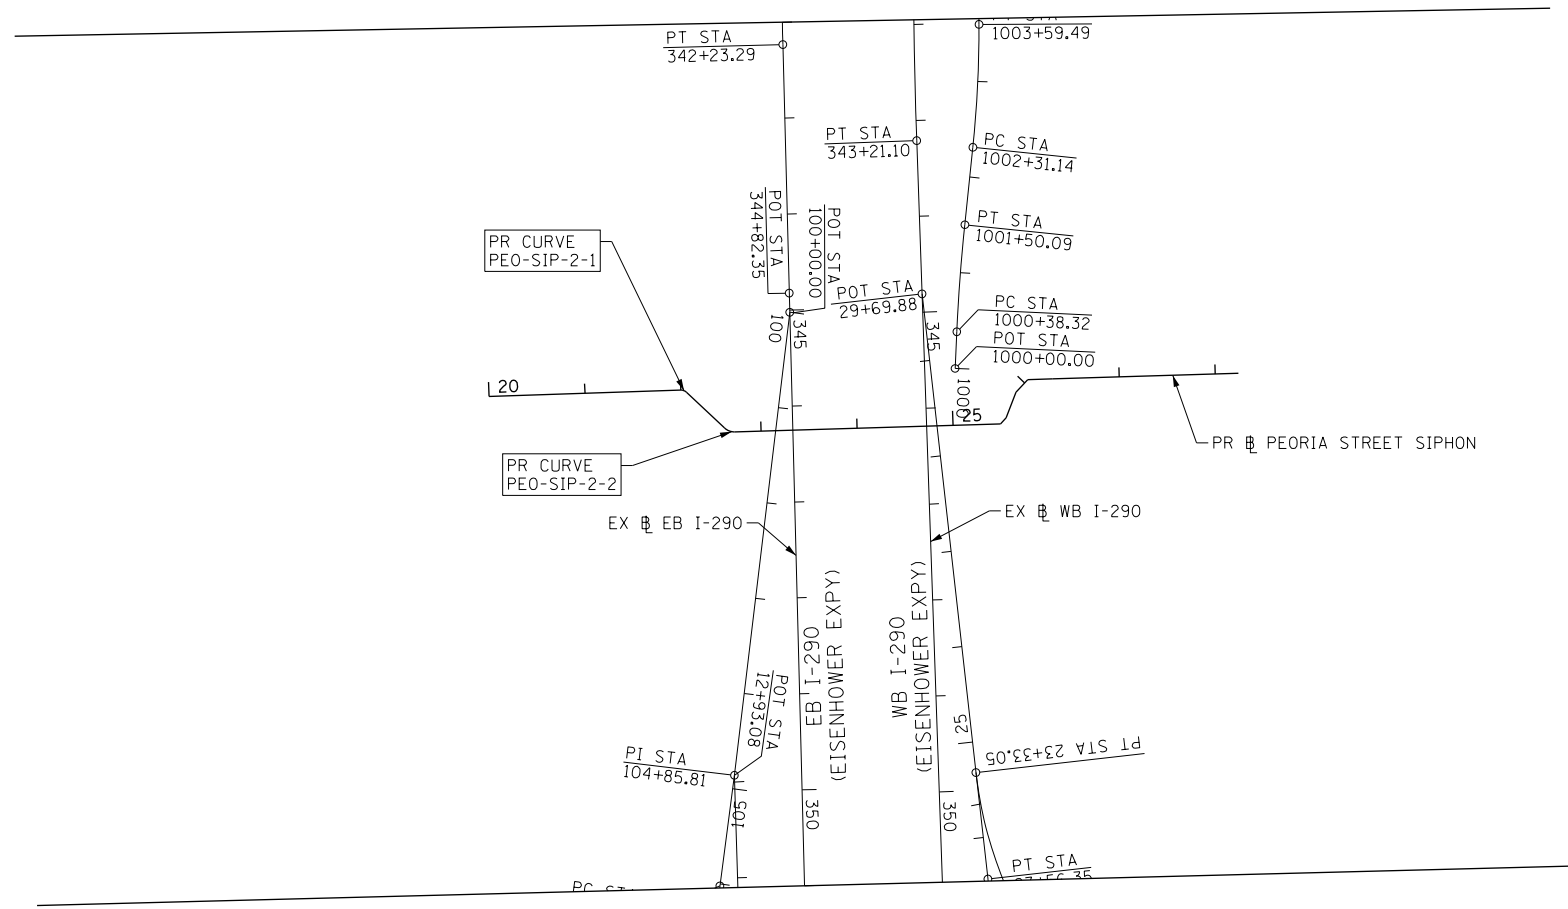 PT STA
342+23.29
1003+59.49
PT STA
343+21.10
PC STA
1002+31.14
POT STA
344+82.35
POT STA
100+00.00
PT STA
1001+50.09
PR CURVE
PEO-SIP-2-1
POT STA
29+69.88
PC STA
1000+38.32
POT STA
1000+00.00
100
345
345
1000
20
25
PR BL PEORIA STREET SIPHON
PR CURVE
PEO-SIP-2-2
EX BL EB I-290
EX BL WB I-290
EB I-290
(EISENHOWER EXPY)
WB I-290
(EISENHOWER EXPY)
POT STA
12+93.08
25
PT STA 23+33.05
PI STA
104+85.81
105
350
350
PT STA
PC